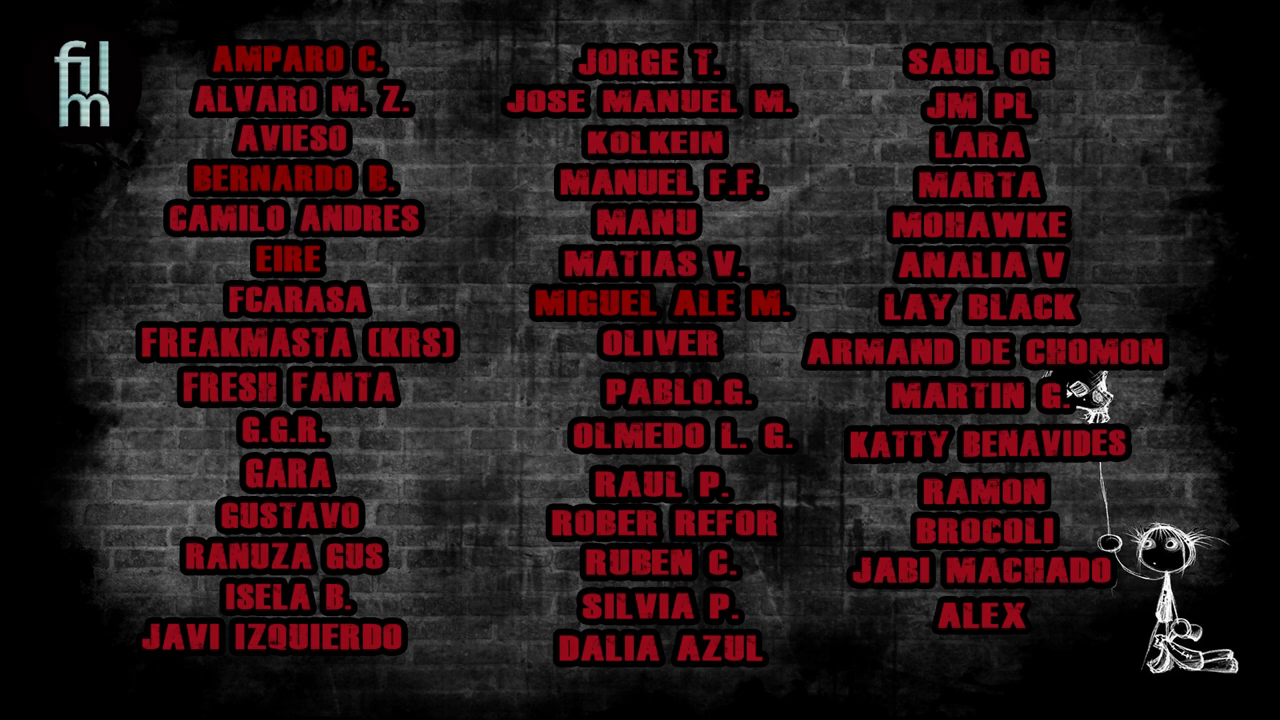 film
AMPARO C.
ALVARO M. Z.
AVIESO
BERNARDO B.
CAMILO ANDRES
EIRE
FCARASA
FREAKMASTA (KRS)
FRESH FANTA
G.G.R.
GARA
GUSTAVO
RANUZA GUS
ISELA B.
JAVI IZQUIERDO
JORGE T.
JOSE MANUEL M.
KOLKEIN
MANUEL F.F.
MANU
MATIAS V.
MIGUEL ALE M.
OLIVER
PABLO.G.
OLMEDO L. G.
RAUL P.
ROBER REFOR
RUBEN C.
SILVIA P.
DALIA AZUL
SAUL OG
JM PL
LARA
MARTA
MOHAWKE
ANALIA V
LAY BLACK
ARMAND DE CHOMON
MARTIN G.
KATTY BENAVIDES
RAMON
BROCOLI
JABI MACHADO
ALEX